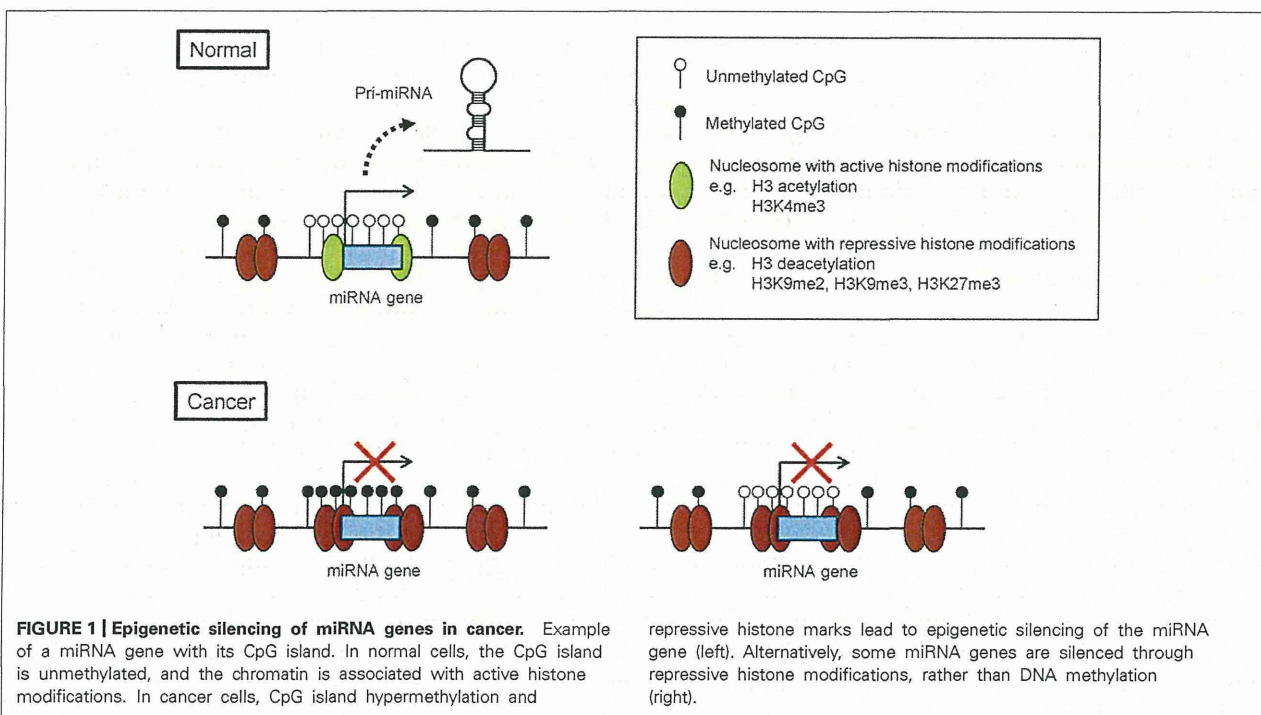 Normal
Pri-miRNA
miRNA gene
Unmethylated CpG
Methylated CpG
Nucleosome with active histone modifications
e.g. H3 acetylation
H3K4me3
Nucleosome with repressive histone modifications
e.g. H3 deacetylation
H3K9me2, H3K9me3, H3K27me3
Cancer
miRNA gene
miRNA gene
FIGURE 1 | Epigenetic silencing of miRNA genes in cancer. Example
of a miRNA gene with its CpG island. In normal cells, the CpG island
is unmethylated, and the chromatin is associated with active histone
modifications. In cancer cells, CpG island hypermethylation and
repressive histone marks lead to epigenetic silencing of the miRNA
gene (left). Alternatively, some miRNA genes are silenced through
repressive histone modifications, rather than DNA methylation
(right).